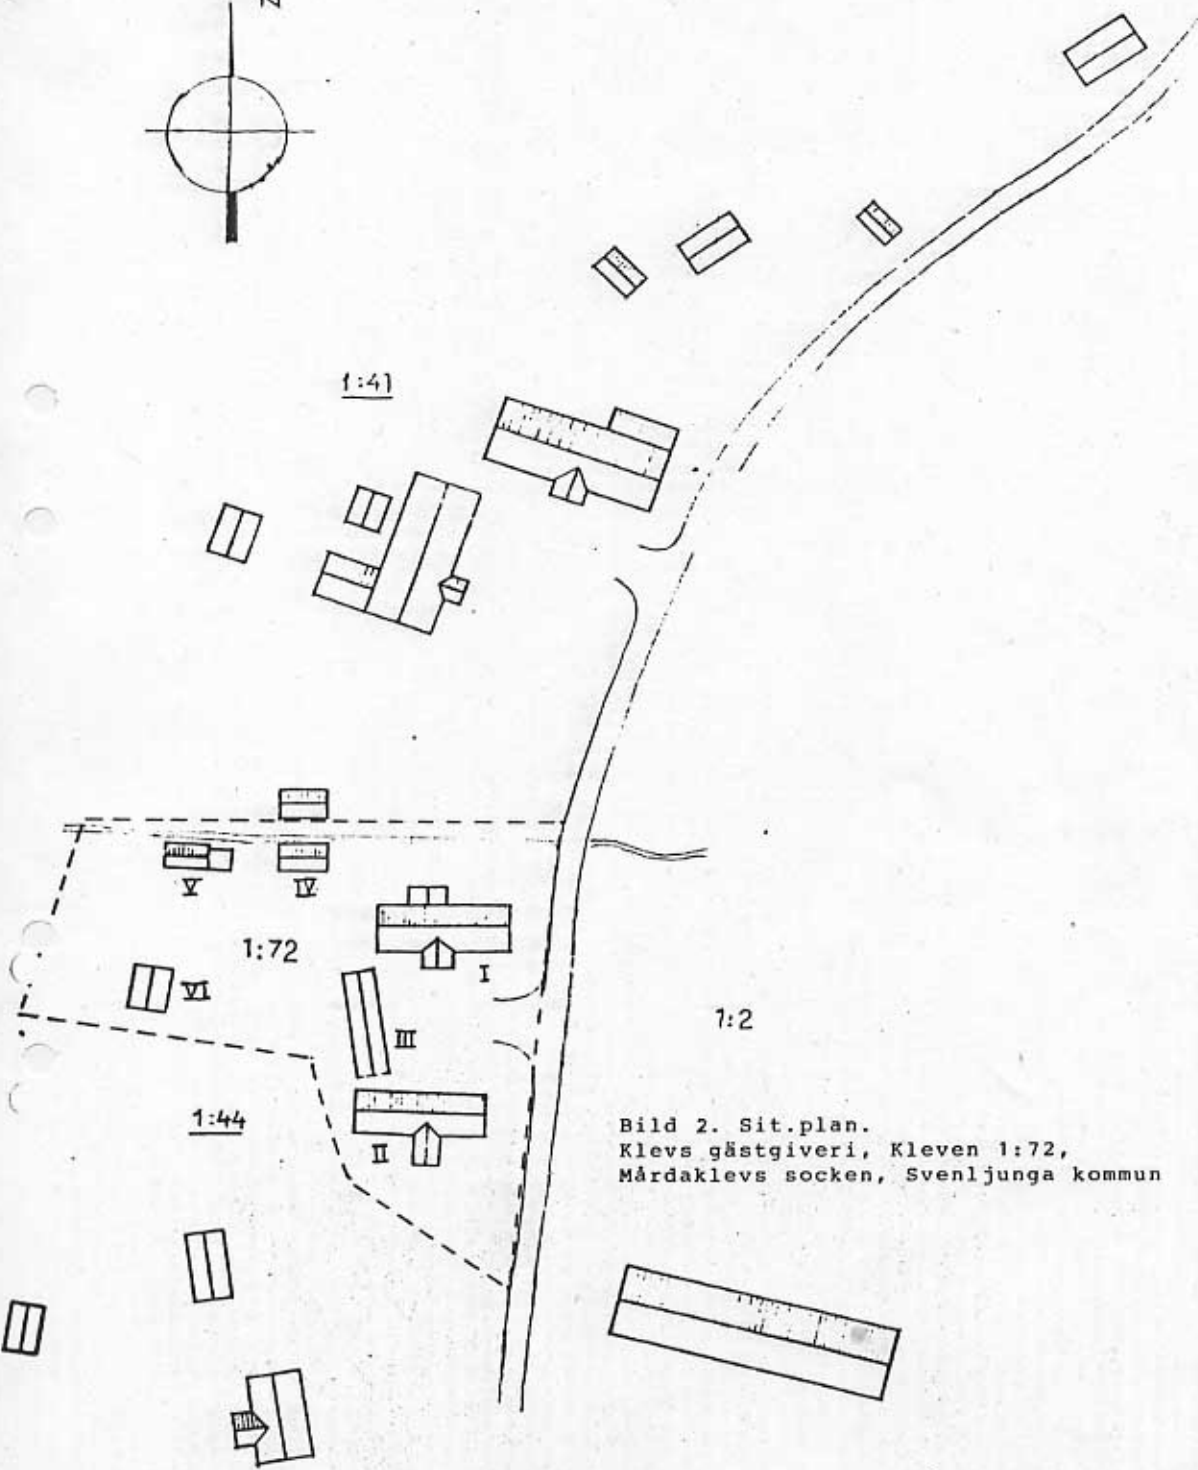 N
1:41
V
IV
1:72
I
VI
III
1:2
1:44
II
Bild 2. Sit.plan.
Klevs gästgiveri, Kleven 1:72,
Mårdaklevs socken, Svenljunga kommun